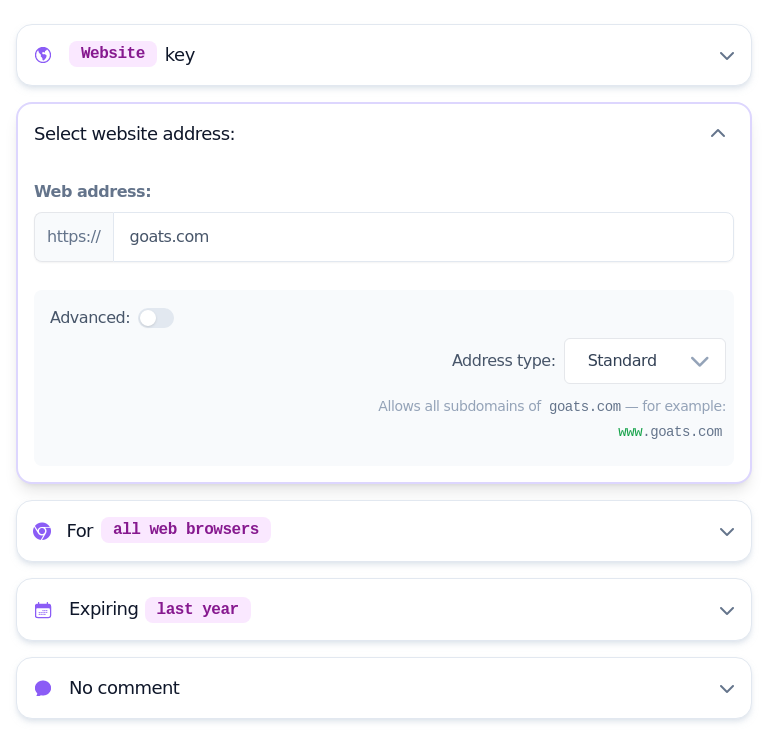 Website key
Select website address:
Web address:
https:// goats.com
Advanced:
Address type: Standard
Allows all subdomains of goats.com — for example:
www.goats.com
For all web browsers
Expiring last year
No comment